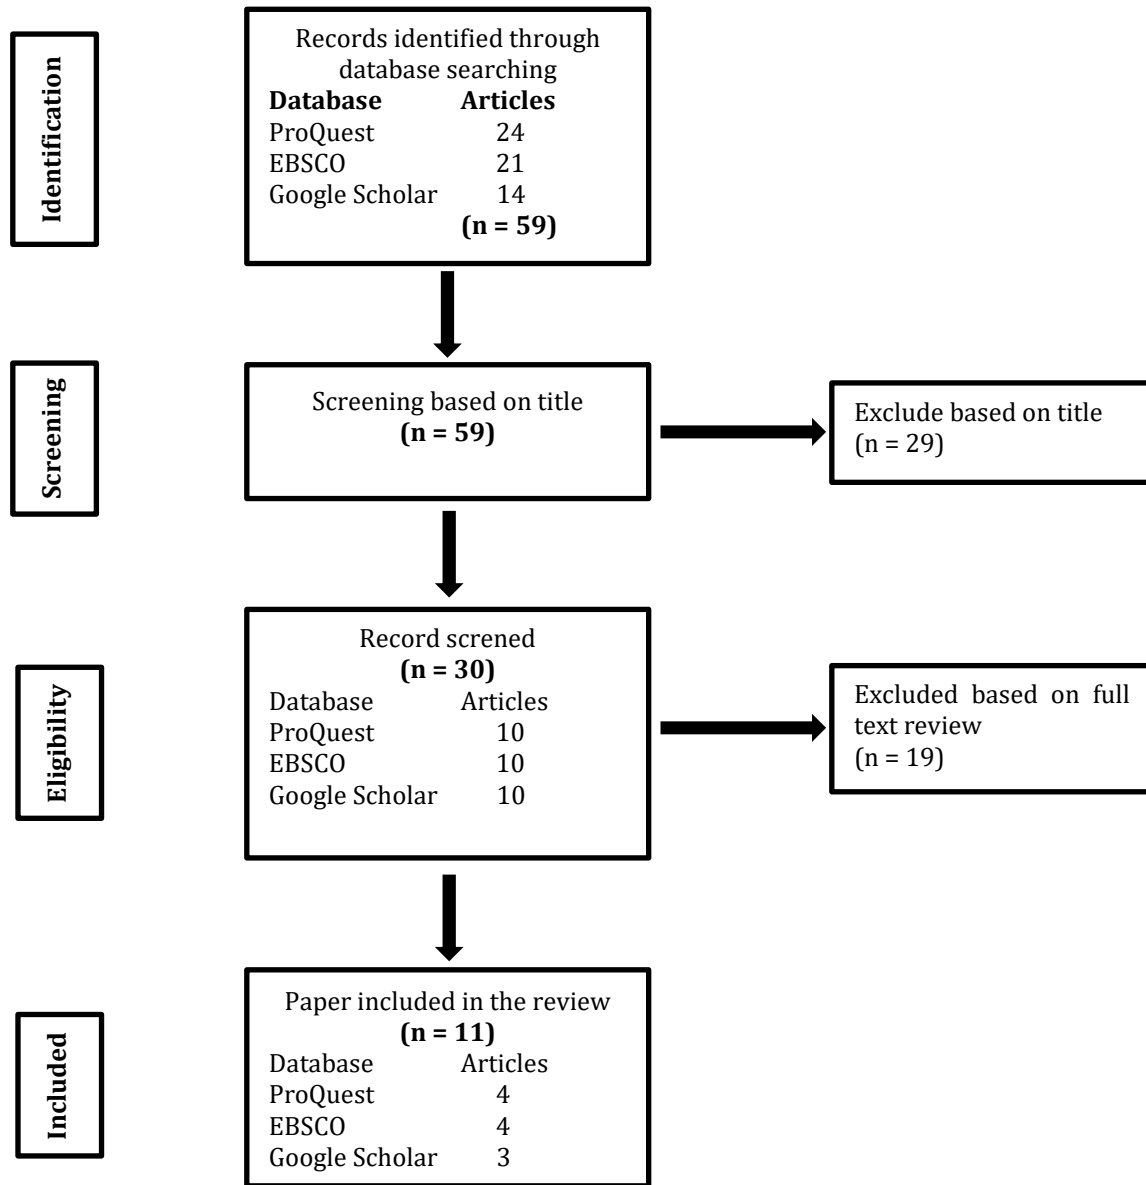 Identification
Records identified through
database searching
Database Articles
ProQuest 24
EBSCO 21
Google Scholar 14
(n = 59)
Screening
Screening based on title
(n = 59)
Exclude based on title
(n = 29)
Eligibility
Record screned
(n = 30)
Database Articles
ProQuest 10
EBSCO 10
Google Scholar 10
Excluded based on full
text review
(n = 19)
Included
Paper included in the review
(n = 11)
Database Articles
ProQuest 4
EBSCO 4
Google Scholar 3